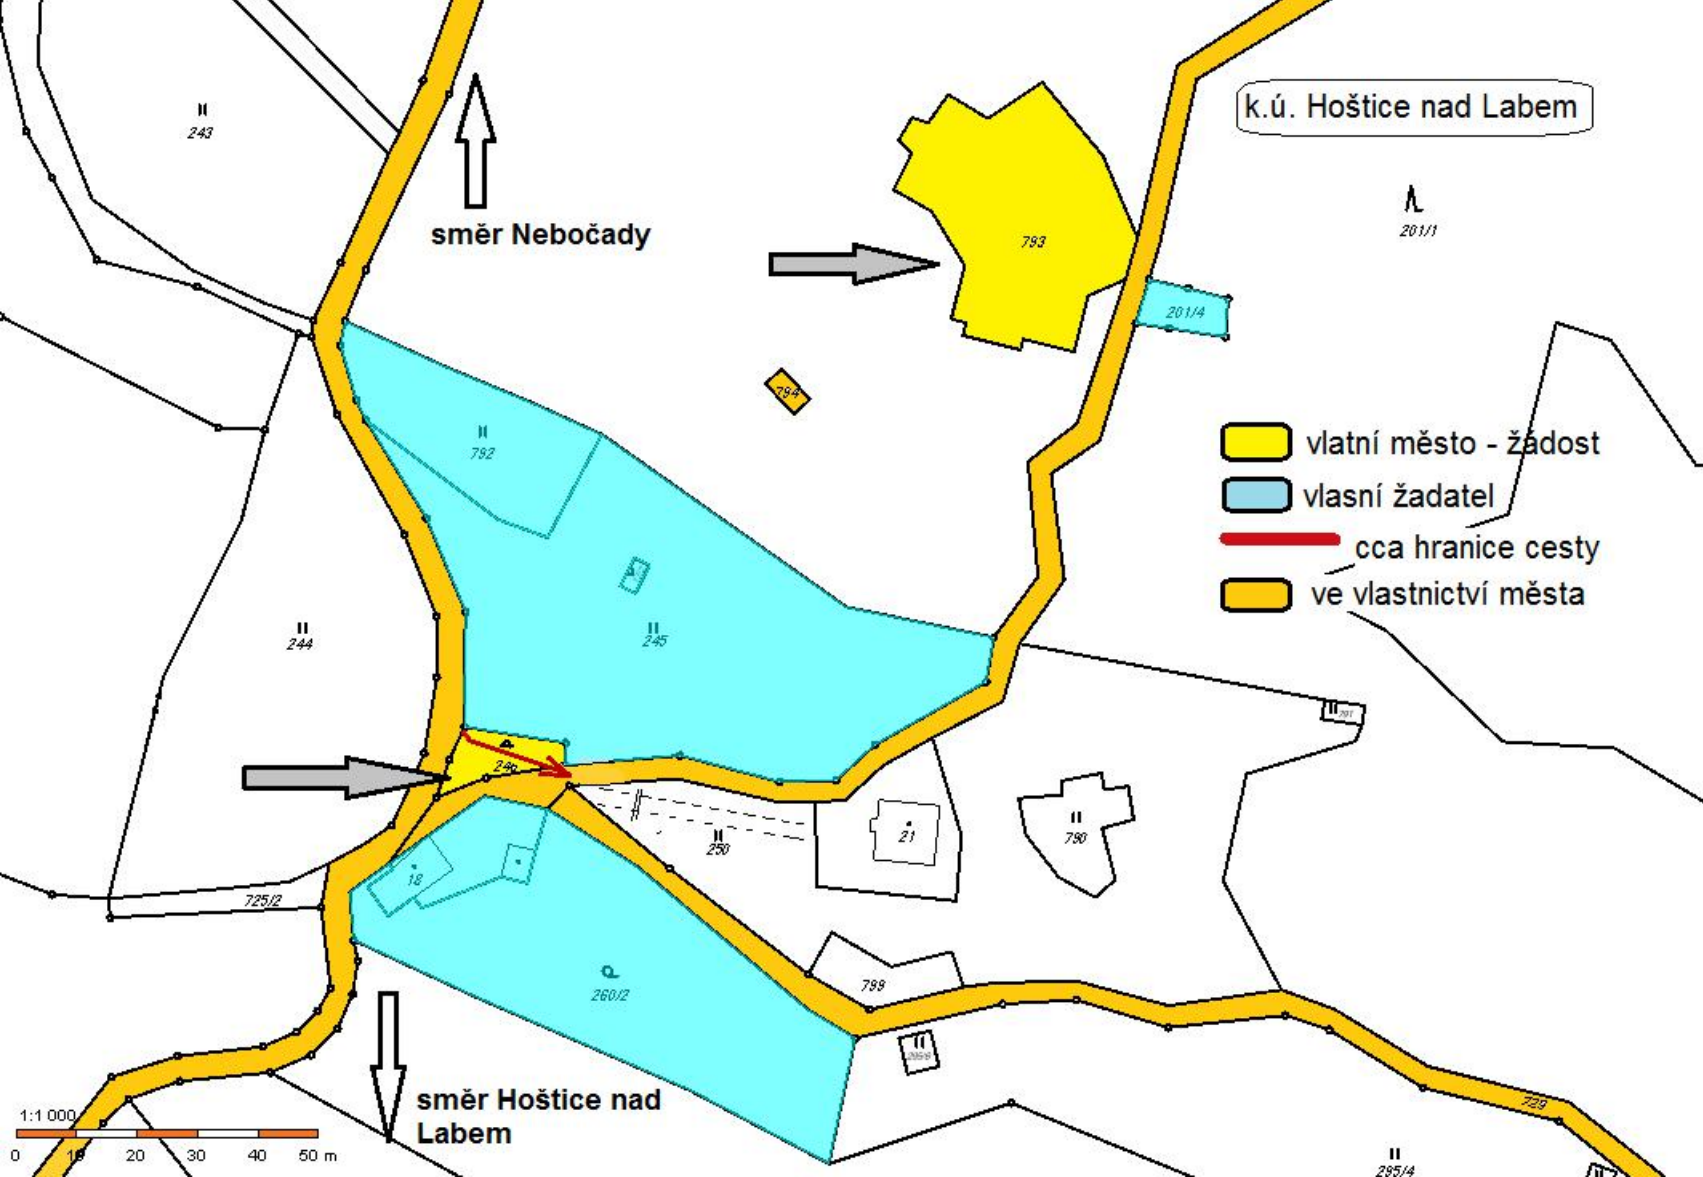 k.ú. Hoštice nad Labem
243
směr Nebočady
793
201/1
201/4
794
792
vlatní město - žádost
vlasní žadatel
cca hranice cesty
ve vlastnictví města
244
245
246
250
21
790
18
725/2
260/2
799
729
295/4
směr Hoštice nad
Labem
1:1 000
0 10 20 30 40 50 m